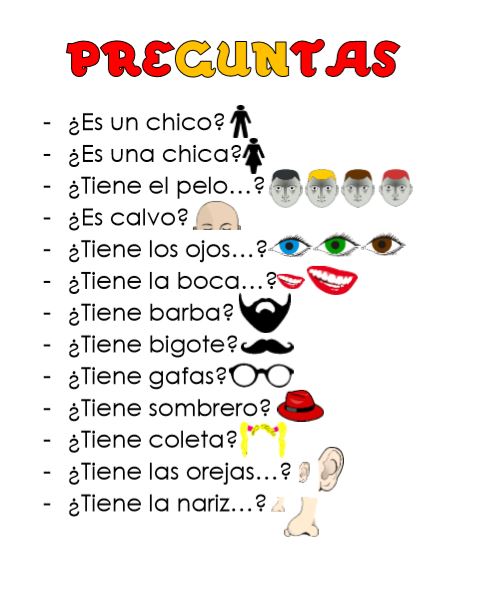 PREGUNTAS
- ¿Es un chico?
- ¿Es una chica?
- ¿Tiene el pelo...?
- ¿Es calvo?
- ¿Tiene los ojos...?
- ¿Tiene la boca...?
- ¿Tiene barba?
- ¿Tiene bigote?
- ¿Tiene gafas?
- ¿Tiene sombrero?
- ¿Tiene coleta?
- ¿Tiene las orejas...?
- ¿Tiene la nariz...?